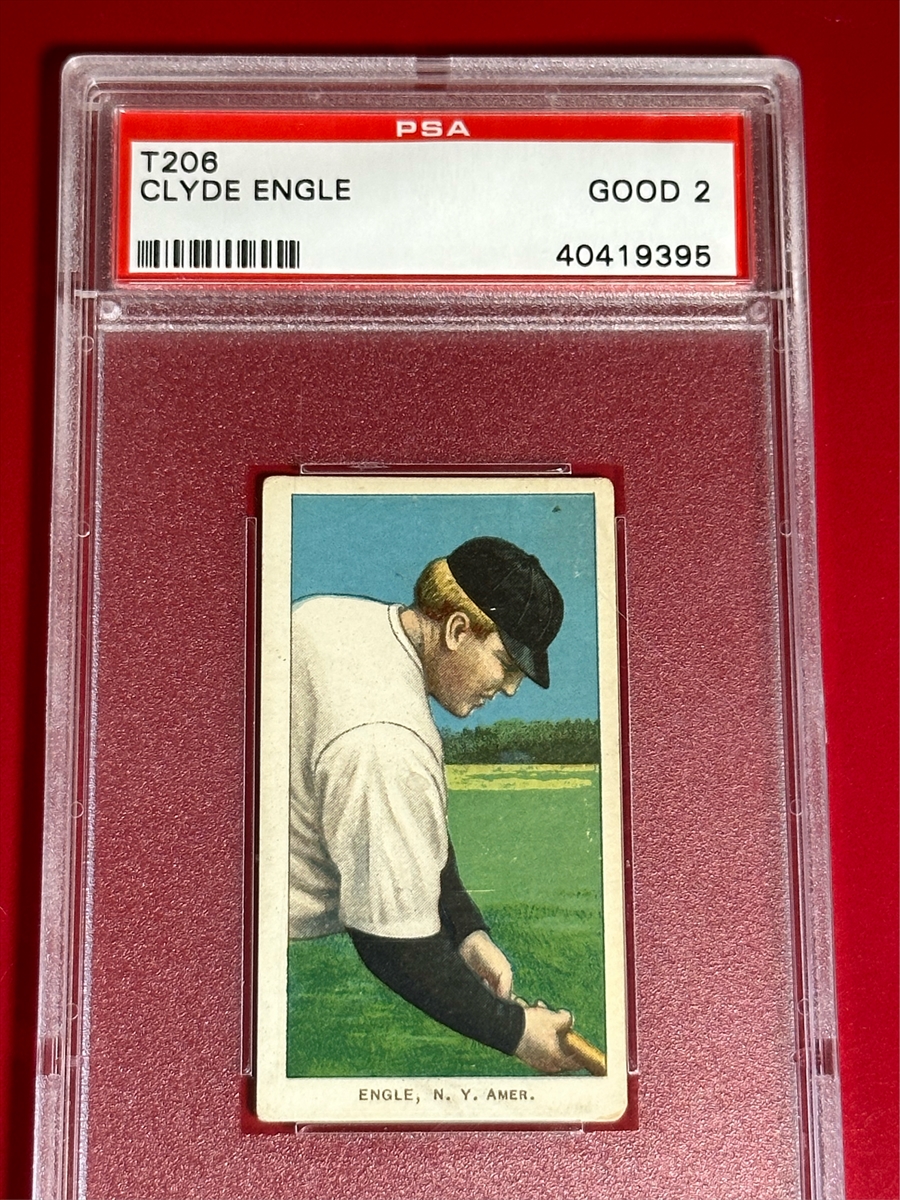 PSA
T206
CLYDE ENGLE GOOD 2
40419395
ENGLE, N. Y. AMER.